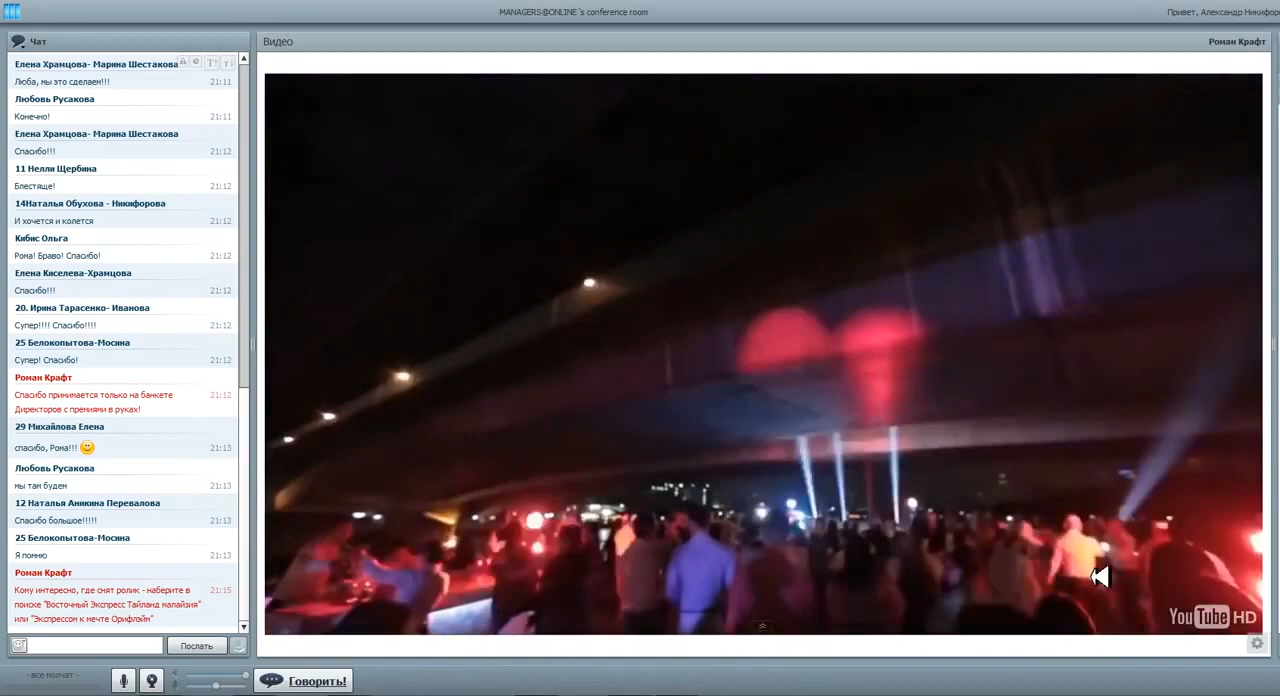 MANAGERS@ONLINE 's conference room
Привет, Александр Никифоро
Чат
Елена Храмцова- Марина Шестакова
Люба, мы это сделаем!!!
21:11
Любовь Русакова
Конечно!
21:11
Елена Храмцова- Марина Шестакова
Спасибо!!!
21:12
11 Нелли Щербина
Блестяще!
21:12
14Наталья Обухова - Никифорова
И хочется и колется
21:12
Кибис Ольга
Рома! Браво! Спасибо!
21:12
Елена Киселева-Храмцова
Спасибо!!!
21:12
20. Ирина Тарасенко- Иванова
Супер!!!! Спасибо!!!!
21:12
25 Белокопытова-Мосина
Супер! Спасибо!
21:12
Роман Крафт
Спасибо принимается только на банкете
21:12
Директоров с премиями в руках!
29 Михайлова Елена
спасибо, Рома!!!
21:13
Любовь Русакова
мы там будем
21:13
12 Наталья Аникина Перевалова
Спасибо большое!!!!!
21:13
25 Белокопытова-Мосина
Я помню
21:13
Роман Крафт
Кому интересно, где снят ролик - наберите в
21:15
поиске "Восточный Экспресс Тайланд малайзия"
или "Экспрессом к мечте Орифлэйн"
Послать
- все молчат -
Говорить!
Видео
Роман Крафт
YouTube HD